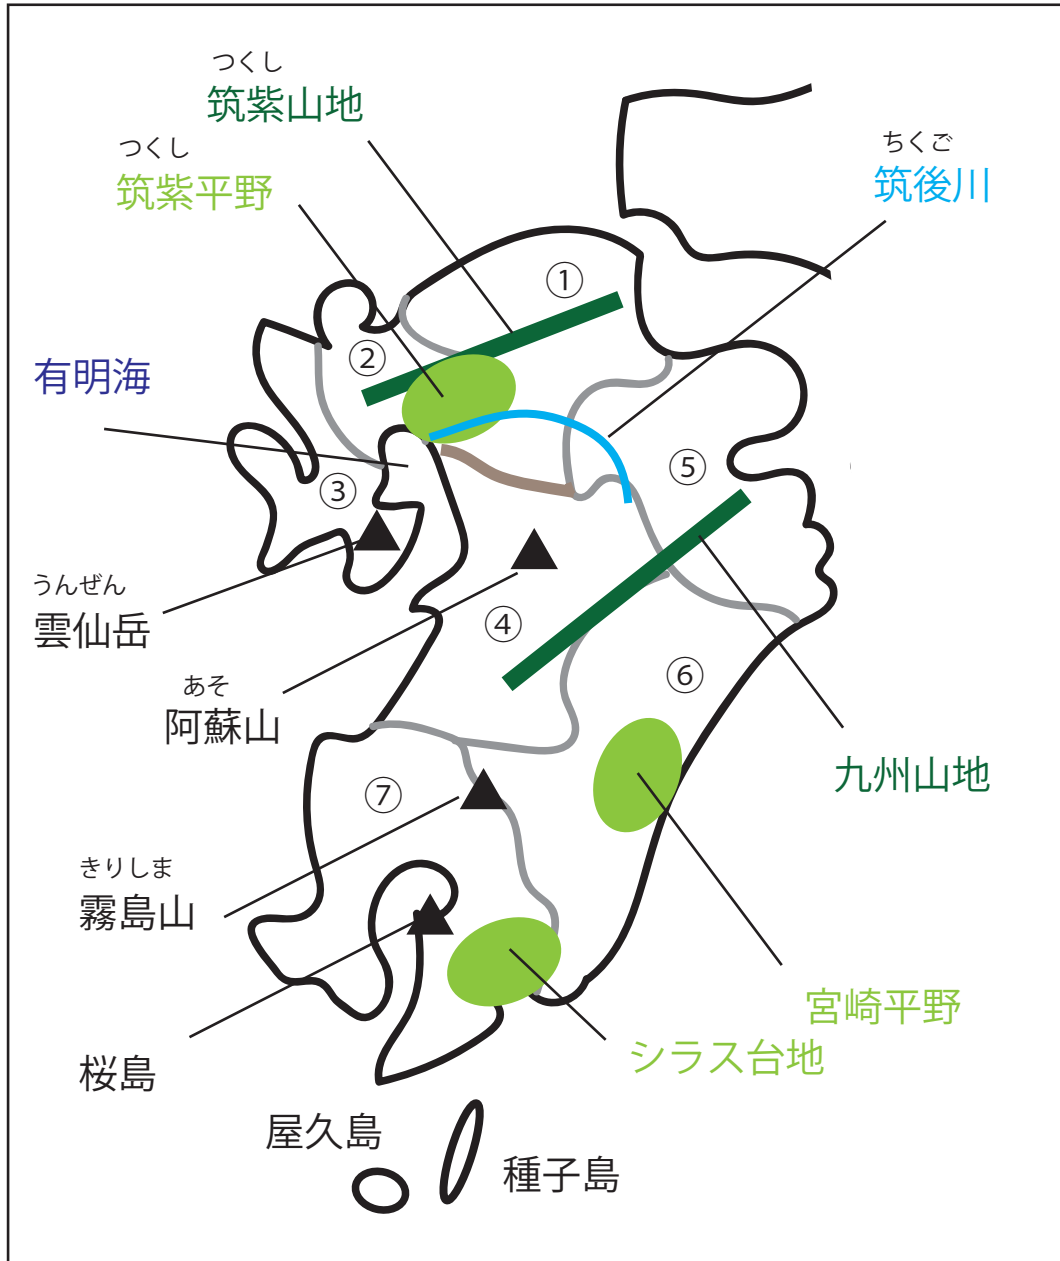 つくし
筑紫山地
つくし
筑紫平野
ちくご
筑後川
①
②
有明海
⑤
③
うんぜん
雲仙岳
④
⑥
あそ
阿蘇山
九州山地
⑦
きりしま
霧島山
宮崎平野
シラス台地
桜島
屋久島
種子島